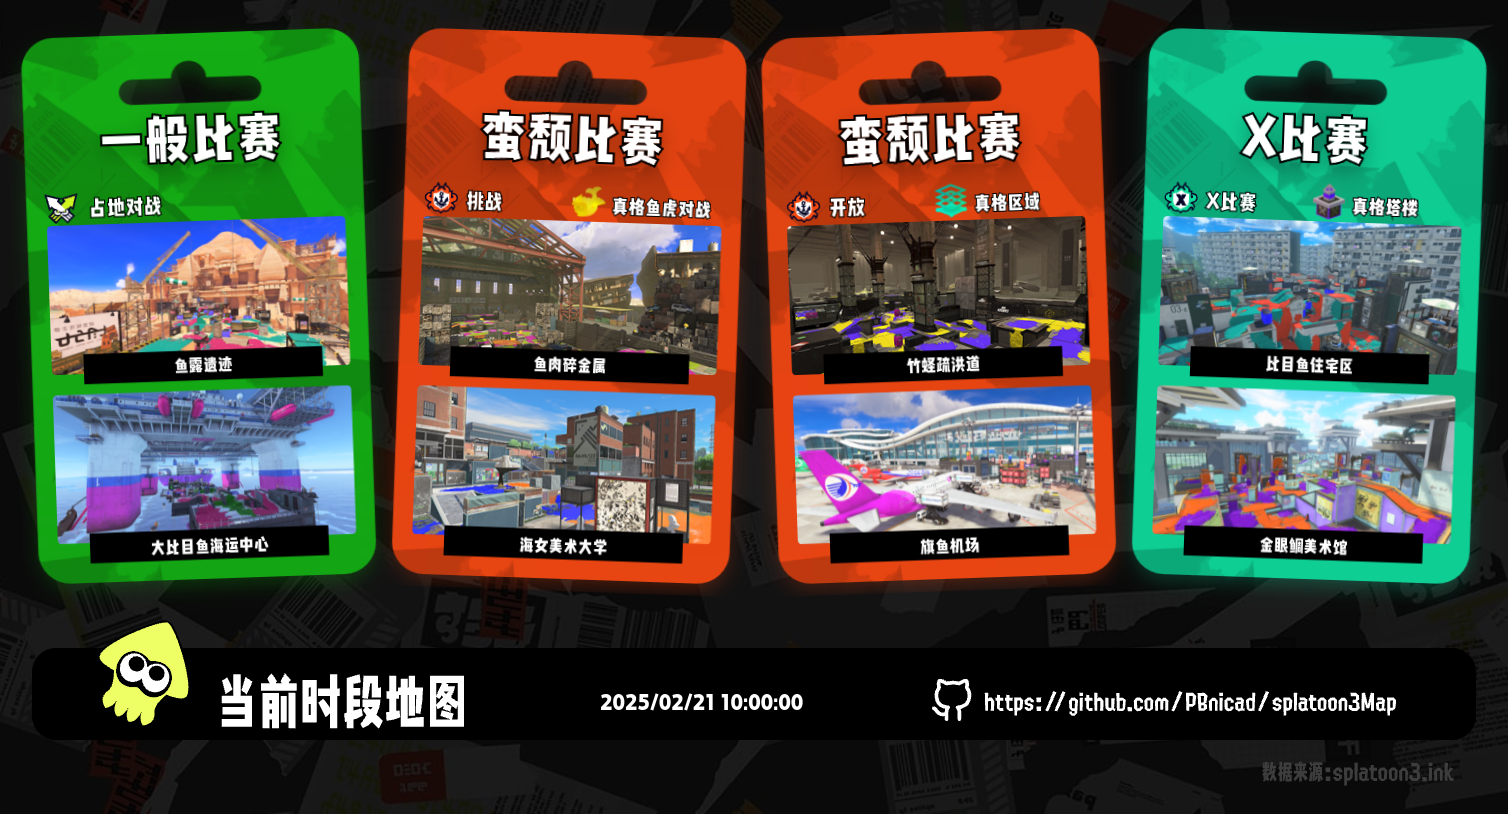 一般比赛
占地对战
鱼露遗迹
大比目鱼海运中心
蛮颓比赛
挑战
真格鱼虎对战
鱼肉碎金属
海女美术大学
蛮颓比赛
开放
真格区域
竹蛏疏洪道
旗鱼机场
X比赛
X比赛
真格塔楼
比目鱼住宅区
金眼鲷美术馆
当前时段地图
2025/02/21 10:00:00
https://github.com/PBnicad/splatoon3Map
数据来源:splatoon3.ink